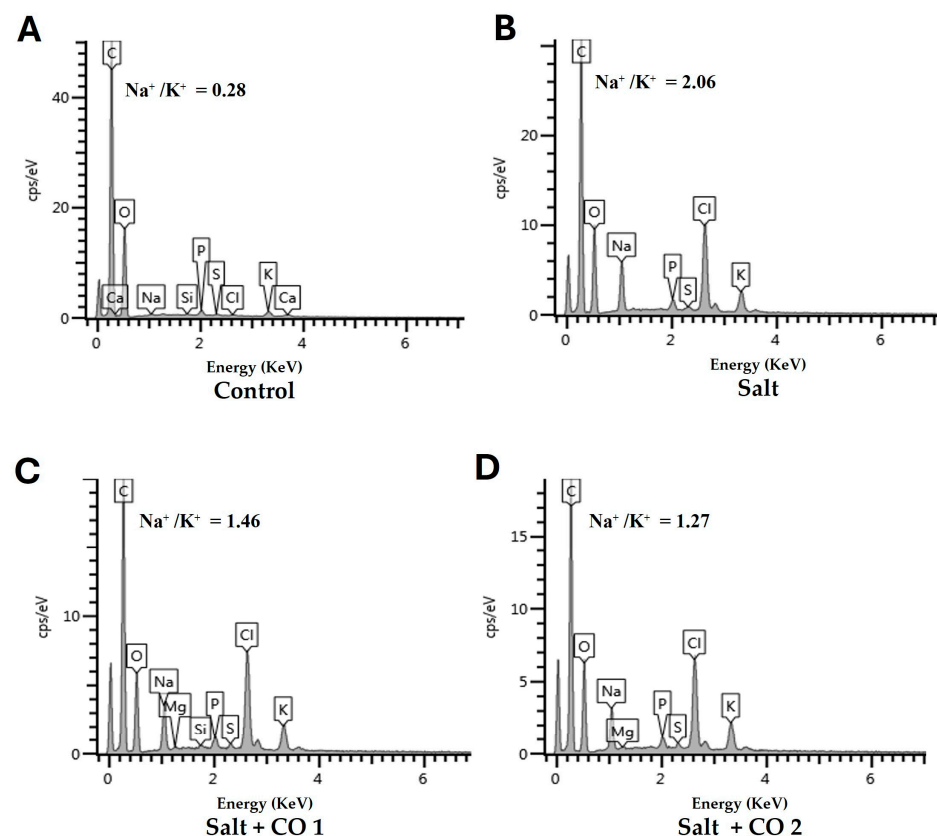 A
C
Na⁺ /K⁺ = 0.28
40
cps/eV
20
O
P
S
K
Ca
Na
Si
Cl
Ca
0
0
2
4
6
Energy (KeV)
Control
B
C
Na⁺ /K⁺ = 2.06
20
cps/eV
10
O
Na
P
S
Cl
K
0
0
2
4
6
Energy (KeV)
Salt
C
C
Na⁺ /K⁺ = 1.46
10
cps/eV
O
Na
Mg
Si
P
S
Cl
K
0
0
2
4
6
Energy (KeV)
Salt + CO 1
D
C
Na⁺ /K⁺ = 1.27
15
10
cps/eV
5
O
Na
Mg
P
S
Cl
K
0
0
2
4
6
Energy (KeV)
Salt + CO 2